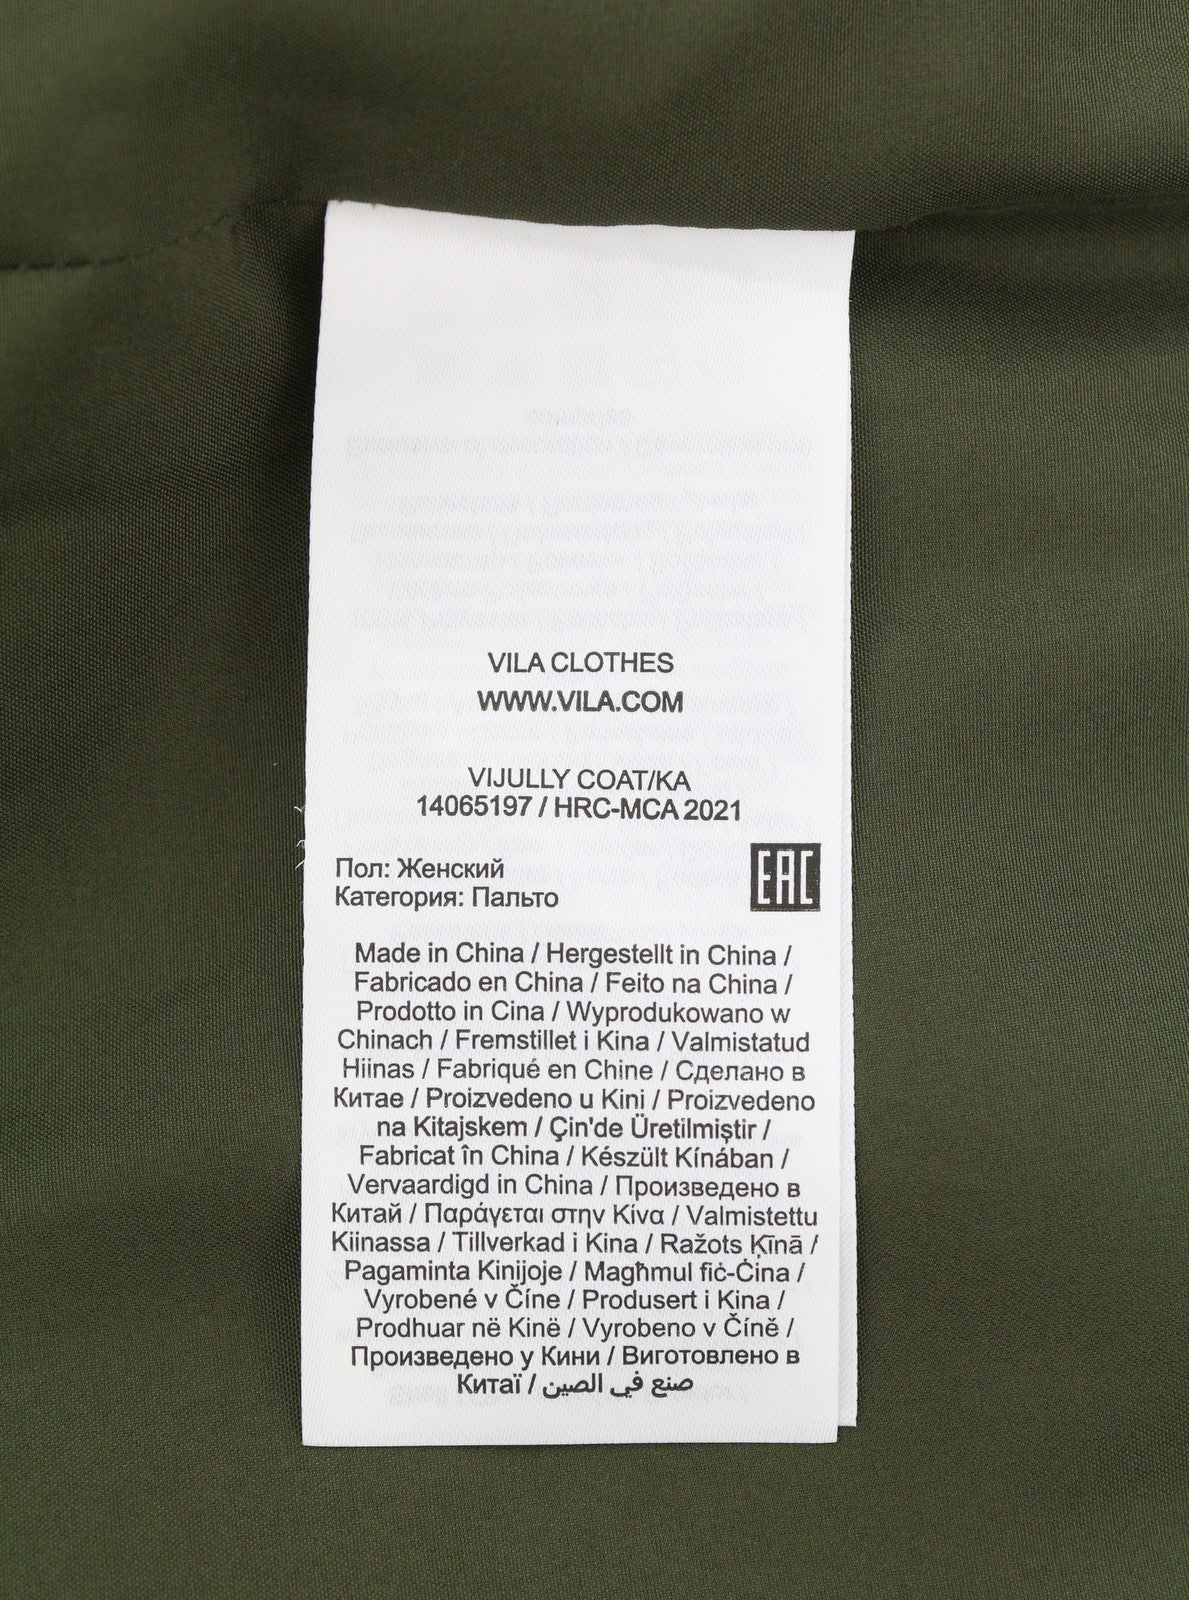 VILA CLOTHES
WWW.VILA.COM
VIJULLY COAT/KA
14065197 / HRC-MCA 2021
Пол: Женский
Категория: Пальто
EAC
Made in China / Hergestellt in China /
Fabricado en China / Feito na China /
Prodotto in Cina / Wyprodukowano w
Chinach / Fremstillet i Kina / Valmistatud
Hiinas / Fabriqué en Chine / Сделано в
Китае / Proizvedeno u Kini / Proizvedeno
na Kitajskem / Çin'de Üretilmiştir /
Fabricat în China / Készült Kínában /
Vervaardigd in China / Произведено в
Китай / Παράγεται στην Κίνα / Valmistettu
Kiinassa / Tillverkad i Kina / Ražots Ķīnā /
Pagaminta Kinijoje / Magħmul fiċ-Ċina /
Vyrobené v Číne / Produsert i Kina /
Prodhuar në Kinë / Vyrobeno v Číně /
Произведено у Кини / Виготовлено в
Китаї / صنع في الصين